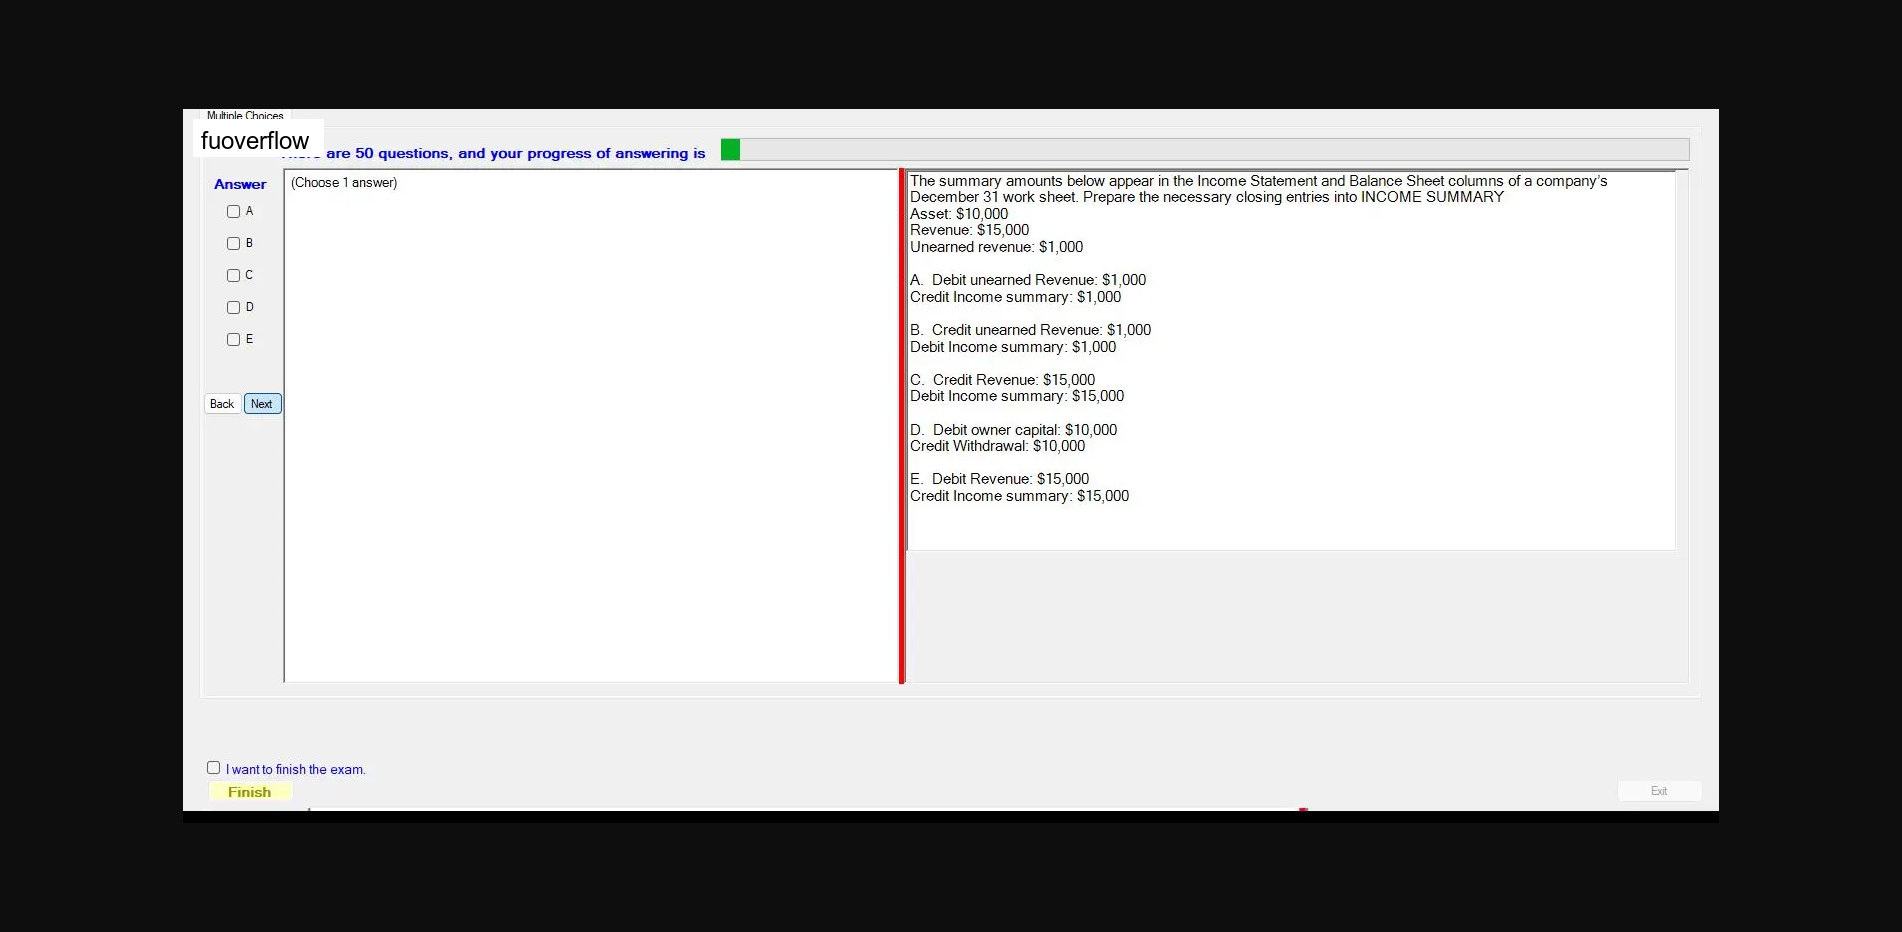 Multiple Choices
fuoverflow
are 50 questions, and your progress of answering is
Answer
(Choose 1 answer)
A
B
C
D
E
Back
Next
The summary amounts below appear in the Income Statement and Balance Sheet columns of a company's
December 31 work sheet. Prepare the necessary closing entries into INCOME SUMMARY
Asset: $10,000
Revenue: $15,000
Unearned revenue: $1,000
A. Debit unearned Revenue: $1,000
Credit Income summary: $1,000
B. Credit unearned Revenue: $1,000
Debit Income summary: $1,000
C. Credit Revenue: $15,000
Debit Income summary: $15,000
D. Debit owner capital: $10,000
Credit Withdrawal: $10,000
E. Debit Revenue: $15,000
Credit Income summary: $15,000
I want to finish the exam.
Finish
Exit